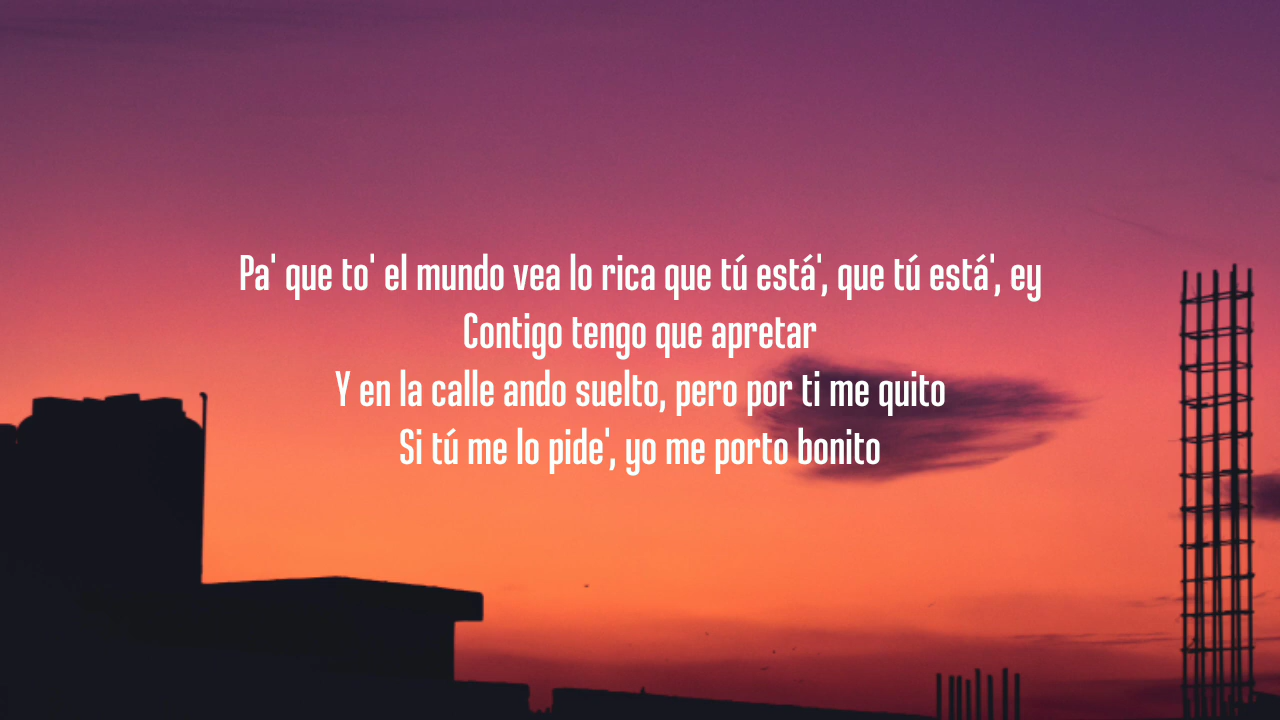 Pa' que to' el mundo vea lo rica que tú está', que tú está', ey
Contigo tengo que apretar
Y en la calle ando suelto, pero por ti me quito
Si tú me lo pide', yo me porto bonito